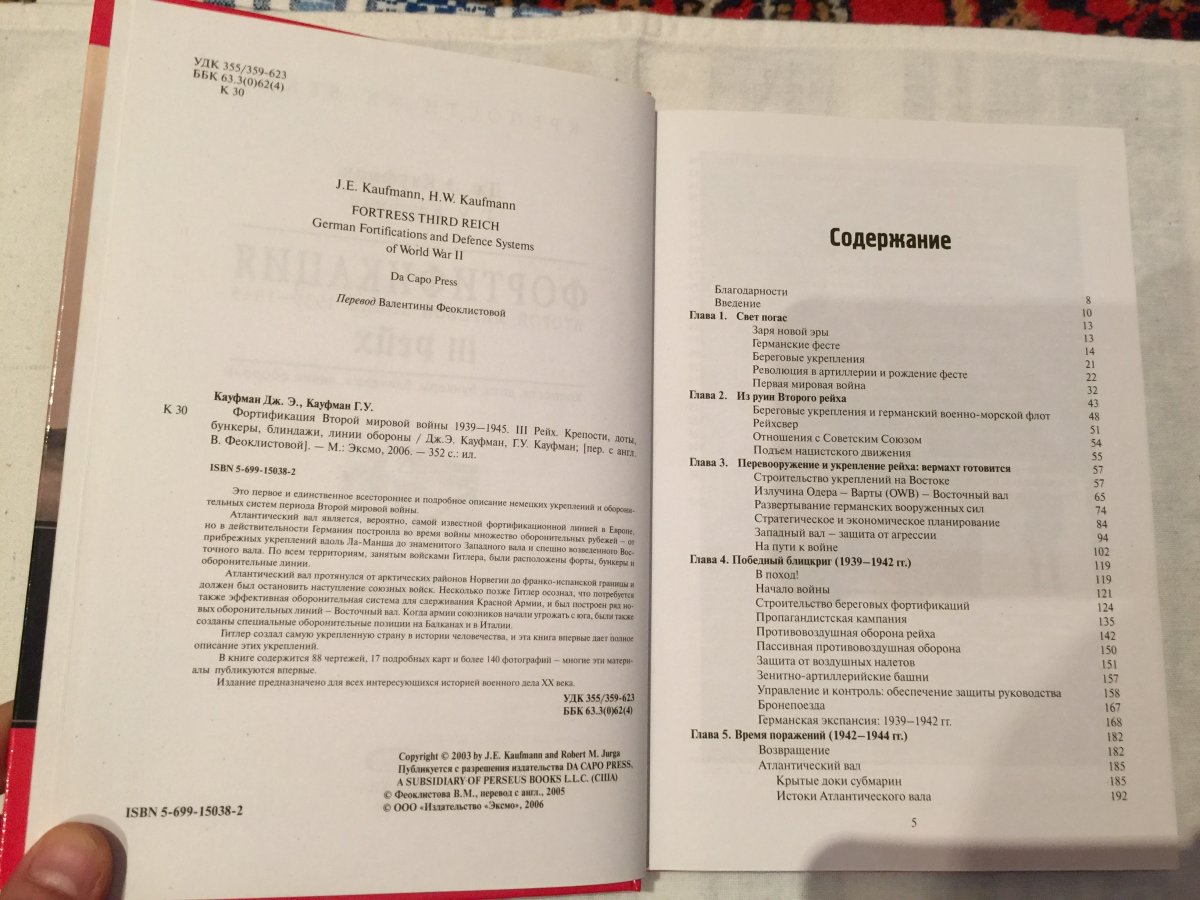 УДК 355/359-623
ББК 63.3(0)62(4)
К 30
J.E. Kaufmann, H.W. Kaufmann
FORTRESS THIRD REICH
German Fortifications and Defence Systems
of World War II
Da Capo Press
Перевод Валентины Феоклистовой
Кауфман Дж. Э., Кауфман Г.У.
К 30
Фортификация Второй мировой войны 1939—1945. III Рейх. Крепости, доты,
бункеры, блиндажи, линии обороны / Дж.Э. Кауфман, Г.У. Кауфман; [пер. с англ.
В. Феоклистовой]. — М.: Эксмо, 2006. — 352 с.: ил.
ISBN 5-699-15038-2
Это первое и единственное всестороннее и подробное описание немецких укреплений и оборони-
тельных систем периода Второй мировой войны.
Атлантический вал является, вероятно, самой известной фортификационной линией в Европе,
но в действительности Германия построила во время войны множество оборонительных рубежей – от
прибрежных укреплений вдоль Ла-Манша до знаменитого Западного вала и спешно возведенного Вос-
точного вала. По всем территориям, занятым войсками Гитлера, были расположены форты, бункеры и
оборонительные линии.
Атлантический вал протянулся от арктических районов Норвегии до франко-испанской границы и
должен был остановить наступление союзных войск. Несколько позже Гитлер осознал, что потребуется
также эффективная оборонительная система для сдерживания Красной Армии, и был построен ряд но-
вых оборонительных линий – Восточный вал. Когда армии союзников начали угрожать с юга, были также
созданы специальные оборонительные позиции на Балканах и в Италии.
Гитлер создал самую укрепленную страну в истории человечества, и эта книга впервые дает полное
описание этих укреплений.
В книге содержится 88 чертежей, 17 подробных карт и более 140 фотографий – многие эти матери-
алы публикуются впервые.
Издание предназначено для всех интересующихся историей военного дела XX века.
УДК 355/359-623
ББК 63.3(0)62(4)
Copyright © 2003 by J.E. Kaufmann and Robert M. Jurga
Публикуется с разрешения издательства DA CAPO PRESS,
A SUBSIDIARY OF PERSEUS BOOKS L.L.C. (США)
© Феоклистова В.М., перевод с англ., 2005
© ООО «Издательство «Эксмо», 2006
ISBN 5-699-15038-2
Содержание
Благодарности 8
Введение 10
Глава 1. Свет погас 13
Заря новой эры 13
Германские фесте 14
Береговые укрепления 21
Революция в артиллерии и рождение фесте 22
Первая мировая война 32
Глава 2. Из руин Второго рейха 43
Береговые укрепления и германский военно-морской флот 48
Рейхсвер 51
Отношения с Советским Союзом 54
Подъем нацистского движения 55
Глава 3. Перевооружение и укрепление рейха: вермахт готовится 57
Строительство укреплений на Востоке 57
Излучина Одера – Варты (OWB) – Восточный вал 65
Развертывание германских вооруженных сил 74
Стратегическое и экономическое планирование 84
Западный вал – защита от агрессии 94
На пути к войне 102
Глава 4. Победный блицкриг (1939—1942 гг.) 119
В поход! 119
Начало войны 121
Строительство береговых фортификаций 124
Пропагандистская кампания 135
Противовоздушная оборона рейха 142
Пассивная противовоздушная оборона 150
Защита от воздушных налетов 151
Зенитно-артиллерийские башни 157
Управление и контроль: обеспечение защиты руководства 158
Бронепоезда 167
Германская экспансия: 1939—1942 гг. 168
Глава 5. Время поражений (1942—1944 гг.) 182
Возвращение 182
Атлантический вал 185
Крытые доки субмарин 185
Истоки Атлантического вала 192
5